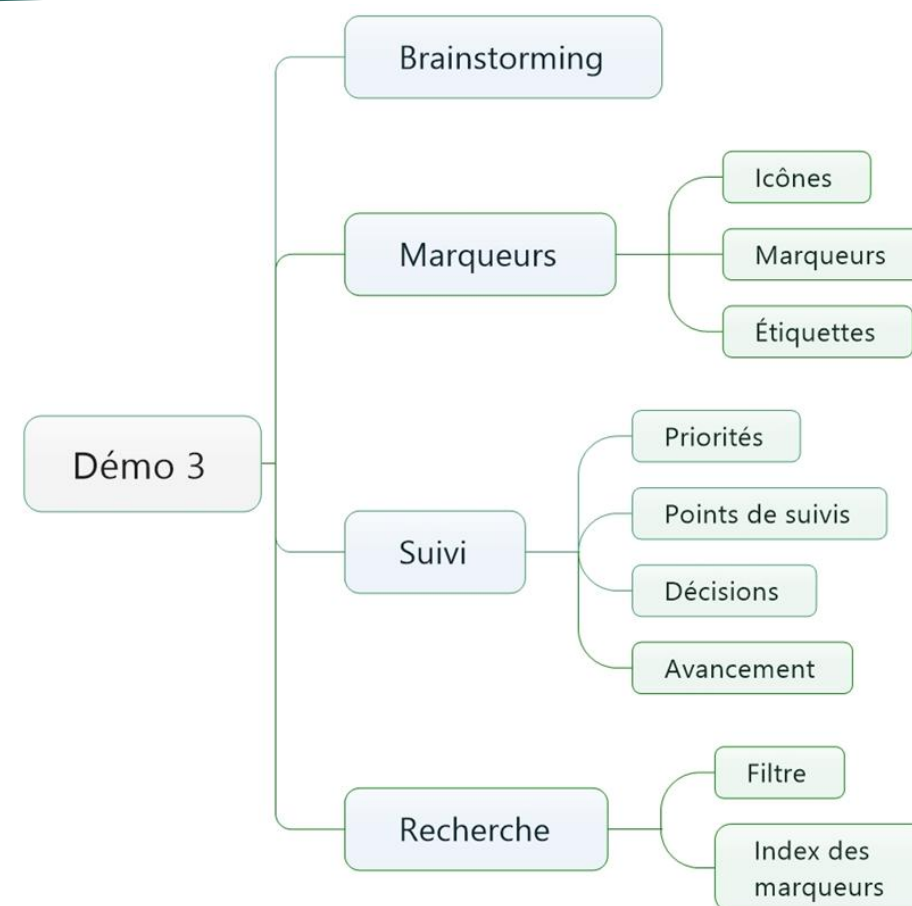 Démo 3
Brainstorming
Marqueurs
Icônes
Marqueurs
Étiquettes
Suivi
Priorités
Points de suivis
Décisions
Avancement
Recherche
Filtre
Index des
marqueurs